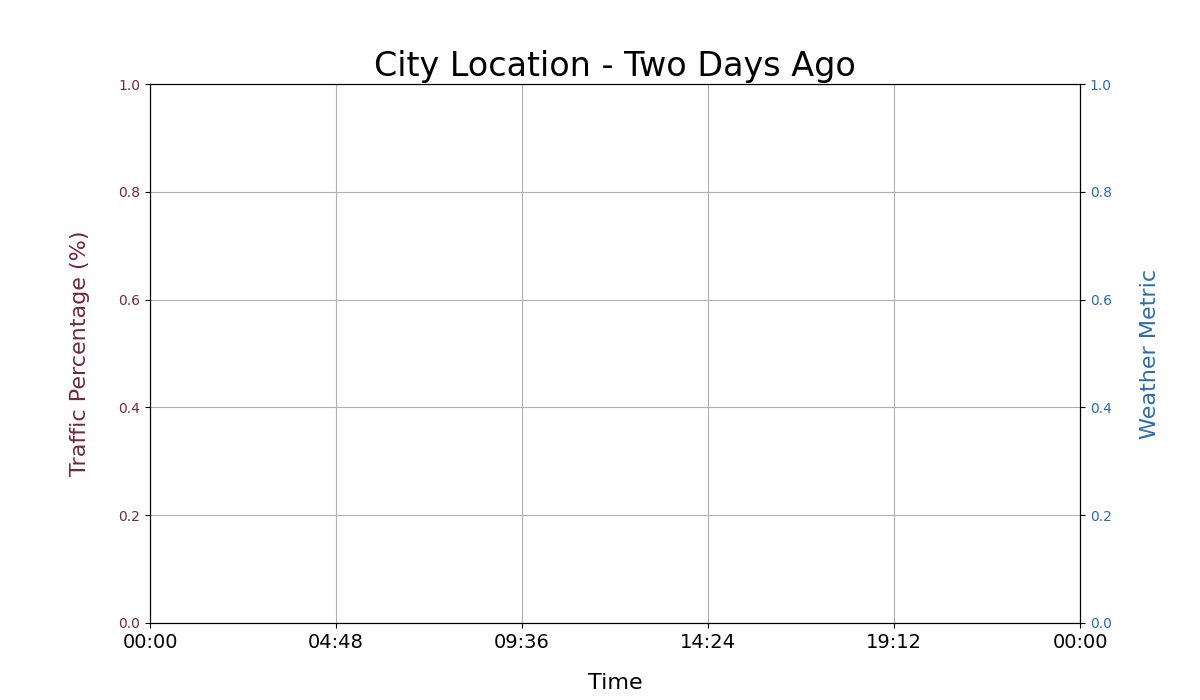 City Location - Two Days Ago
1.0
0.8
0.6
0.4
0.2
0.0
Traffic Percentage (%)
1.0
0.8
0.6
0.4
0.2
0.0
Weather Metric
00:00 04:48 09:36 14:24 19:12 00:00
Time